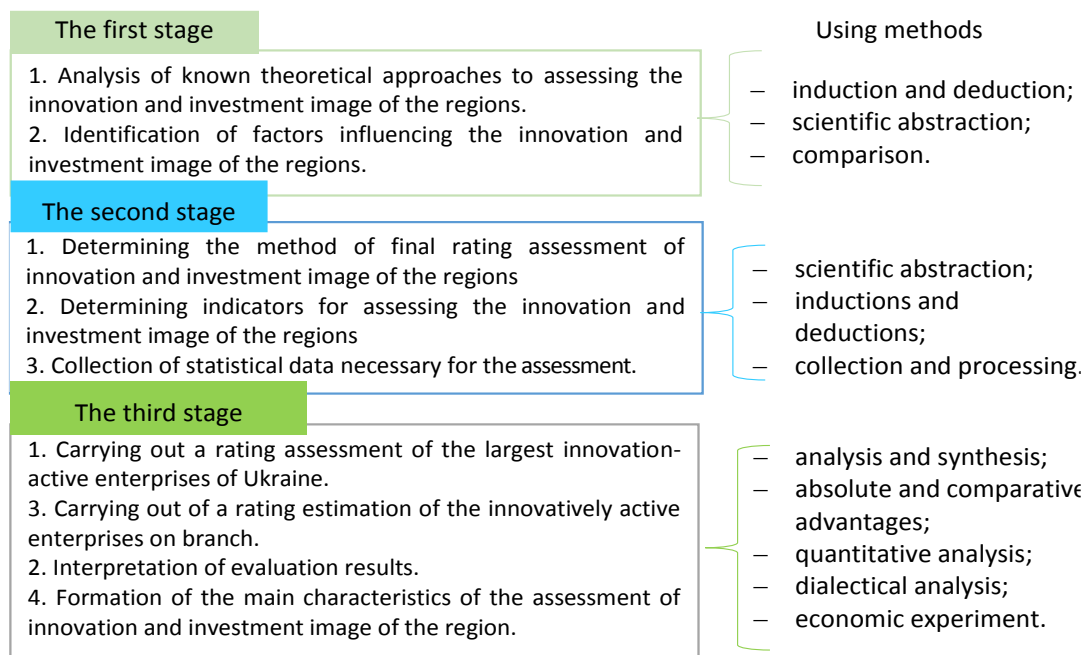 The first stage
Using methods
1. Analysis of known theoretical approaches to assessing the
innovation and investment image of the regions.
2. Identification of factors influencing the innovation and
investment image of the regions.
– induction and deduction;
– scientific abstraction;
– comparison.
The second stage
1. Determining the method of final rating assessment of
innovation and investment image of the regions
2. Determining indicators for assessing the innovation and
investment image of the regions
3. Collection of statistical data necessary for the assessment.
– scientific abstraction;
– inductions and
deductions;
– collection and processing.
The third stage
1. Carrying out a rating assessment of the largest innovation-
active enterprises of Ukraine.
3. Carrying out of a rating estimation of the innovatively active
enterprises on branch.
2. Interpretation of evaluation results.
4. Formation of the main characteristics of the assessment of
innovation and investment image of the region.
– analysis and synthesis;
– absolute and comparative
advantages;
– quantitative analysis;
– dialectical analysis;
– economic experiment.